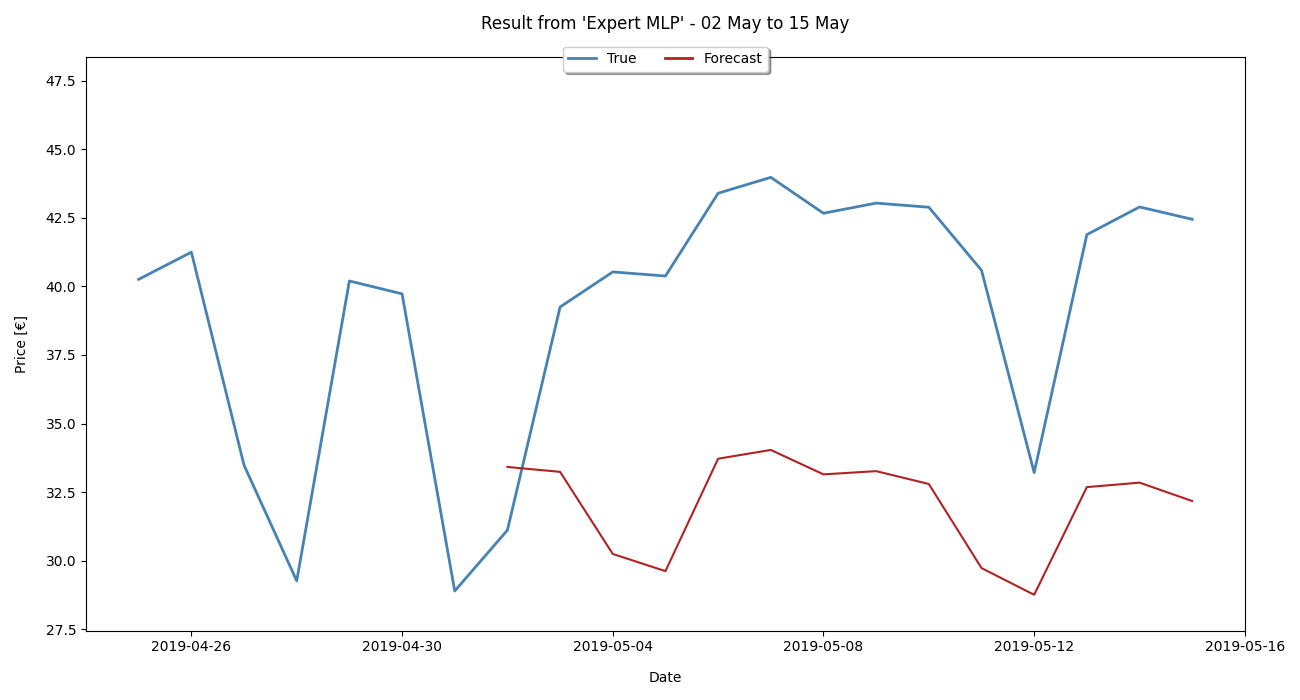 Result from 'Expert MLP' - 02 May to 15 May
True Forecast
47.5
45.0
42.5
40.0
37.5
35.0
32.5
30.0
27.5
Price [€]
2019-04-26 2019-04-30 2019-05-04 2019-05-08 2019-05-12 2019-05-16
Date